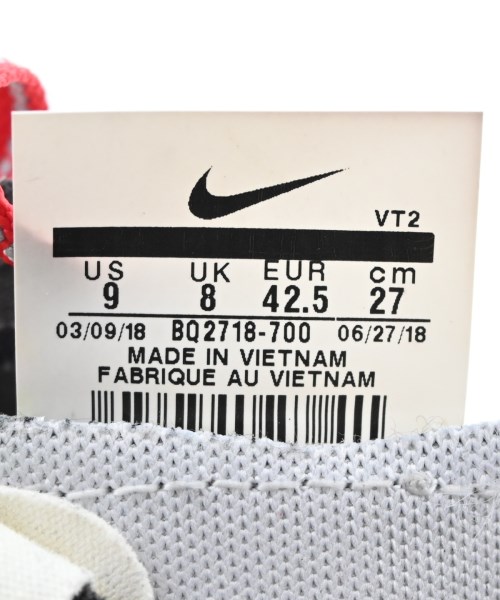 VT2
US UK EUR cm
9 8 42.5 27
03/09/18 BQ2718-700 06/27/18
MADE IN VIETNAM
FABRIQUE AU VIETNAM